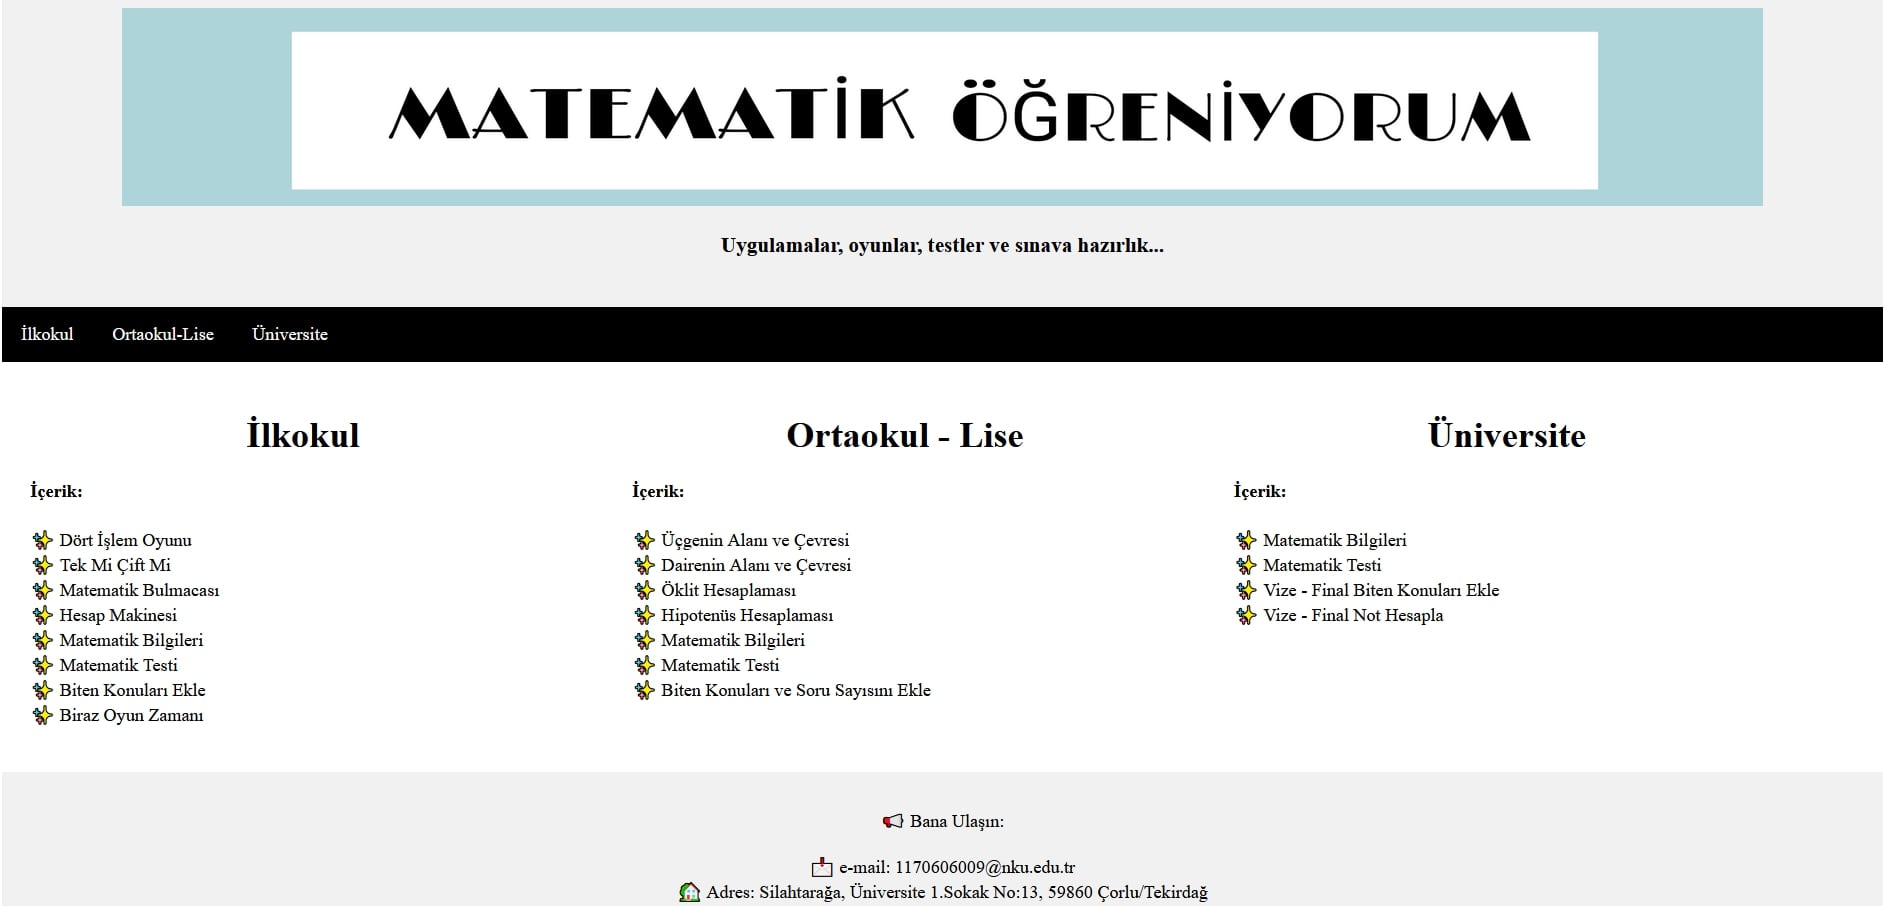 MATEMATİK ÖĞRENİYORUM
Uygulamalar, oyunlar, testler ve sınava hazırlık...
İlkokul
Ortaokul-Lise
Üniversite
İlkokul
İçerik:
Dört İşlem Oyunu
Tek Mi Çift Mi
Matematik Bulmacası
Hesap Makinesi
Matematik Bilgileri
Matematik Testi
Biten Konuları Ekle
Biraz Oyun Zamanı
Ortaokul - Lise
İçerik:
Üçgenin Alanı ve Çevresi
Dairenin Alanı ve Çevresi
Öklit Hesaplaması
Hipotenüs Hesaplaması
Matematik Bilgileri
Matematik Testi
Biten Konuları ve Soru Sayısını Ekle
Üniversite
İçerik:
Matematik Bilgileri
Matematik Testi
Vize - Final Biten Konuları Ekle
Vize - Final Not Hesapla
Bana Ulaşın:
e-mail: 1170606009@nku.edu.tr
Adres: Silahtarağa, Üniversite 1.Sokak No:13, 59860 Çorlu/Tekirdağ